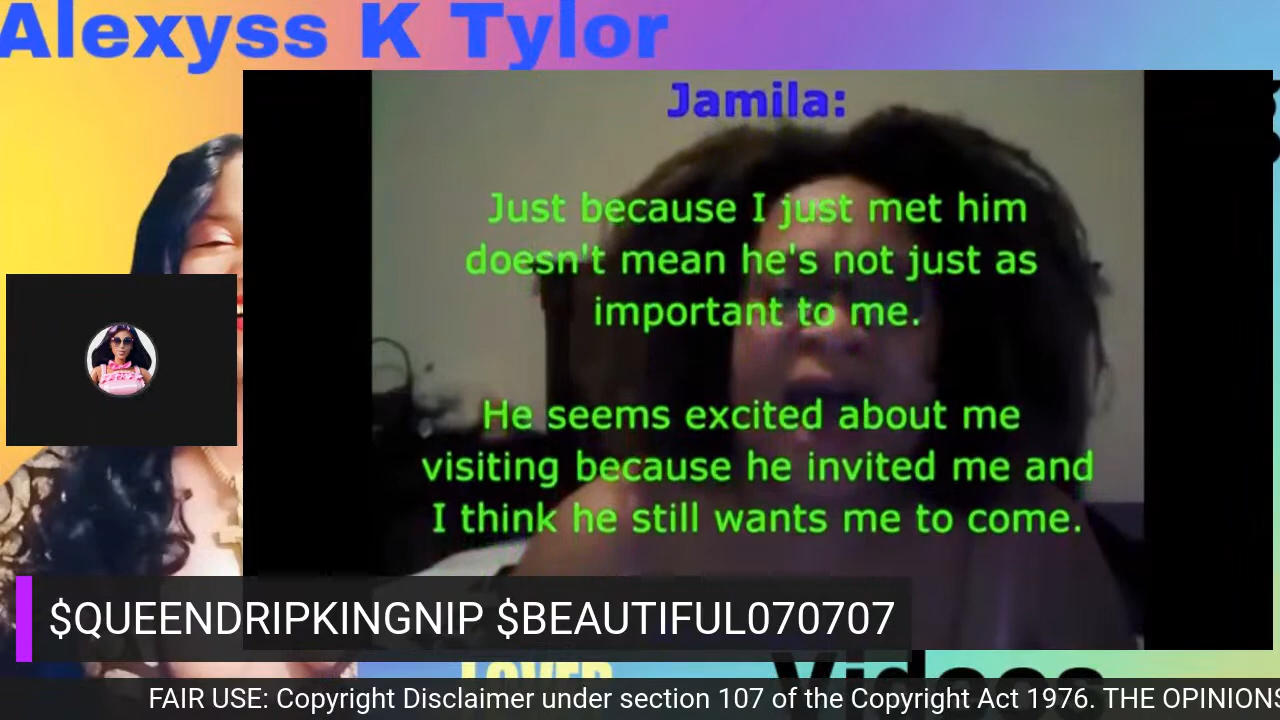 Alexyss K Tylor
Jamila:
Just because I just met him
doesn't mean he's not just as
important to me.
He seems excited about me
visiting because he invited me and
I think he still wants me to come.
$QUEENDRIPKINGNIP $BEAUTIFUL070707
LOVER
Videos
FAIR USE: Copyright Disclaimer under section 107 of the Copyright Act 1976. THE OPINIONS